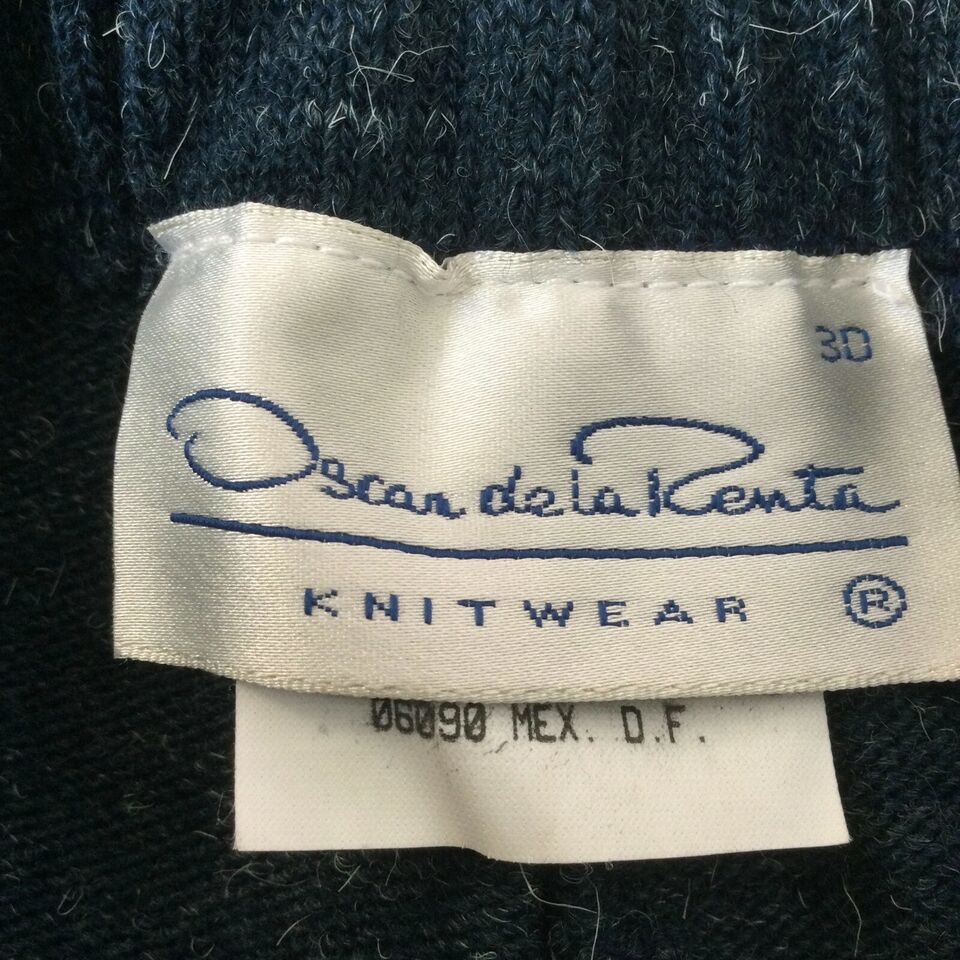 30
Oscar de la Renta
KNITWEAR ®
06090 MEX. D.F.